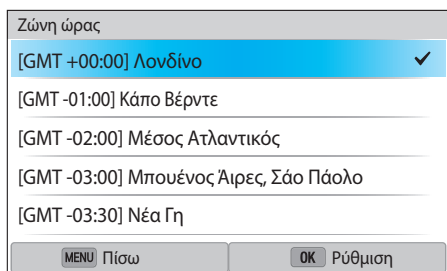 Ζώνη ώρας
[GMT +00:00] Λονδίνο
[GMT -01:00] Κάπο Βέρντε
[GMT -02:00] Μέσος Ατλαντικός
[GMT -03:00] Μπουένος Άιρες, Σάο Πάολο
[GMT -03:30] Νέα Γη
MENU Πίσω OK Ρύθμιση